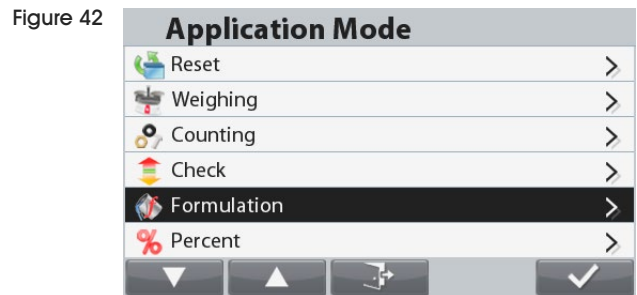 Figure 42
Application Mode
Reset
Weighing
Counting
Check
Formulation
Percent